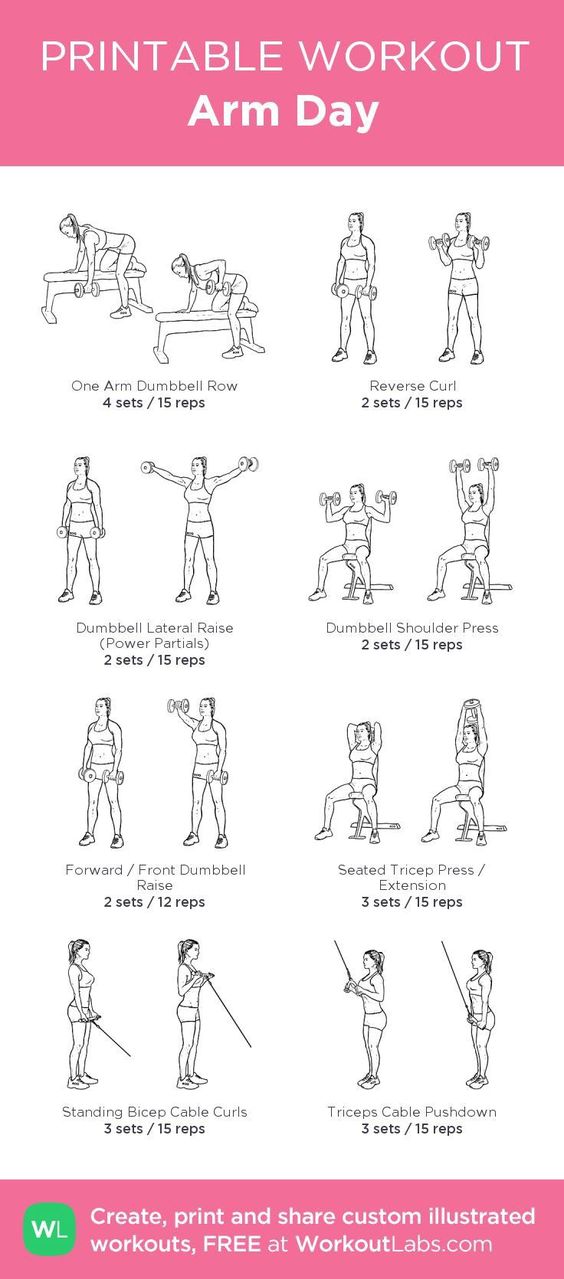 PRINTABLE WORKOUT
Arm Day
One Arm Dumbbell Row
4 sets / 15 reps
Reverse Curl
2 sets / 15 reps
Dumbbell Lateral Raise
(Power Partials)
2 sets / 15 reps
Dumbbell Shoulder Press
2 sets / 15 reps
Forward / Front Dumbbell
Raise
2 sets / 12 reps
Seated Tricep Press /
Extension
3 sets / 15 reps
Standing Bicep Cable Curls
3 sets / 15 reps
Triceps Cable Pushdown
3 sets / 15 reps
WL
Create, print and share custom illustrated
workouts, FREE at WorkoutLabs.com